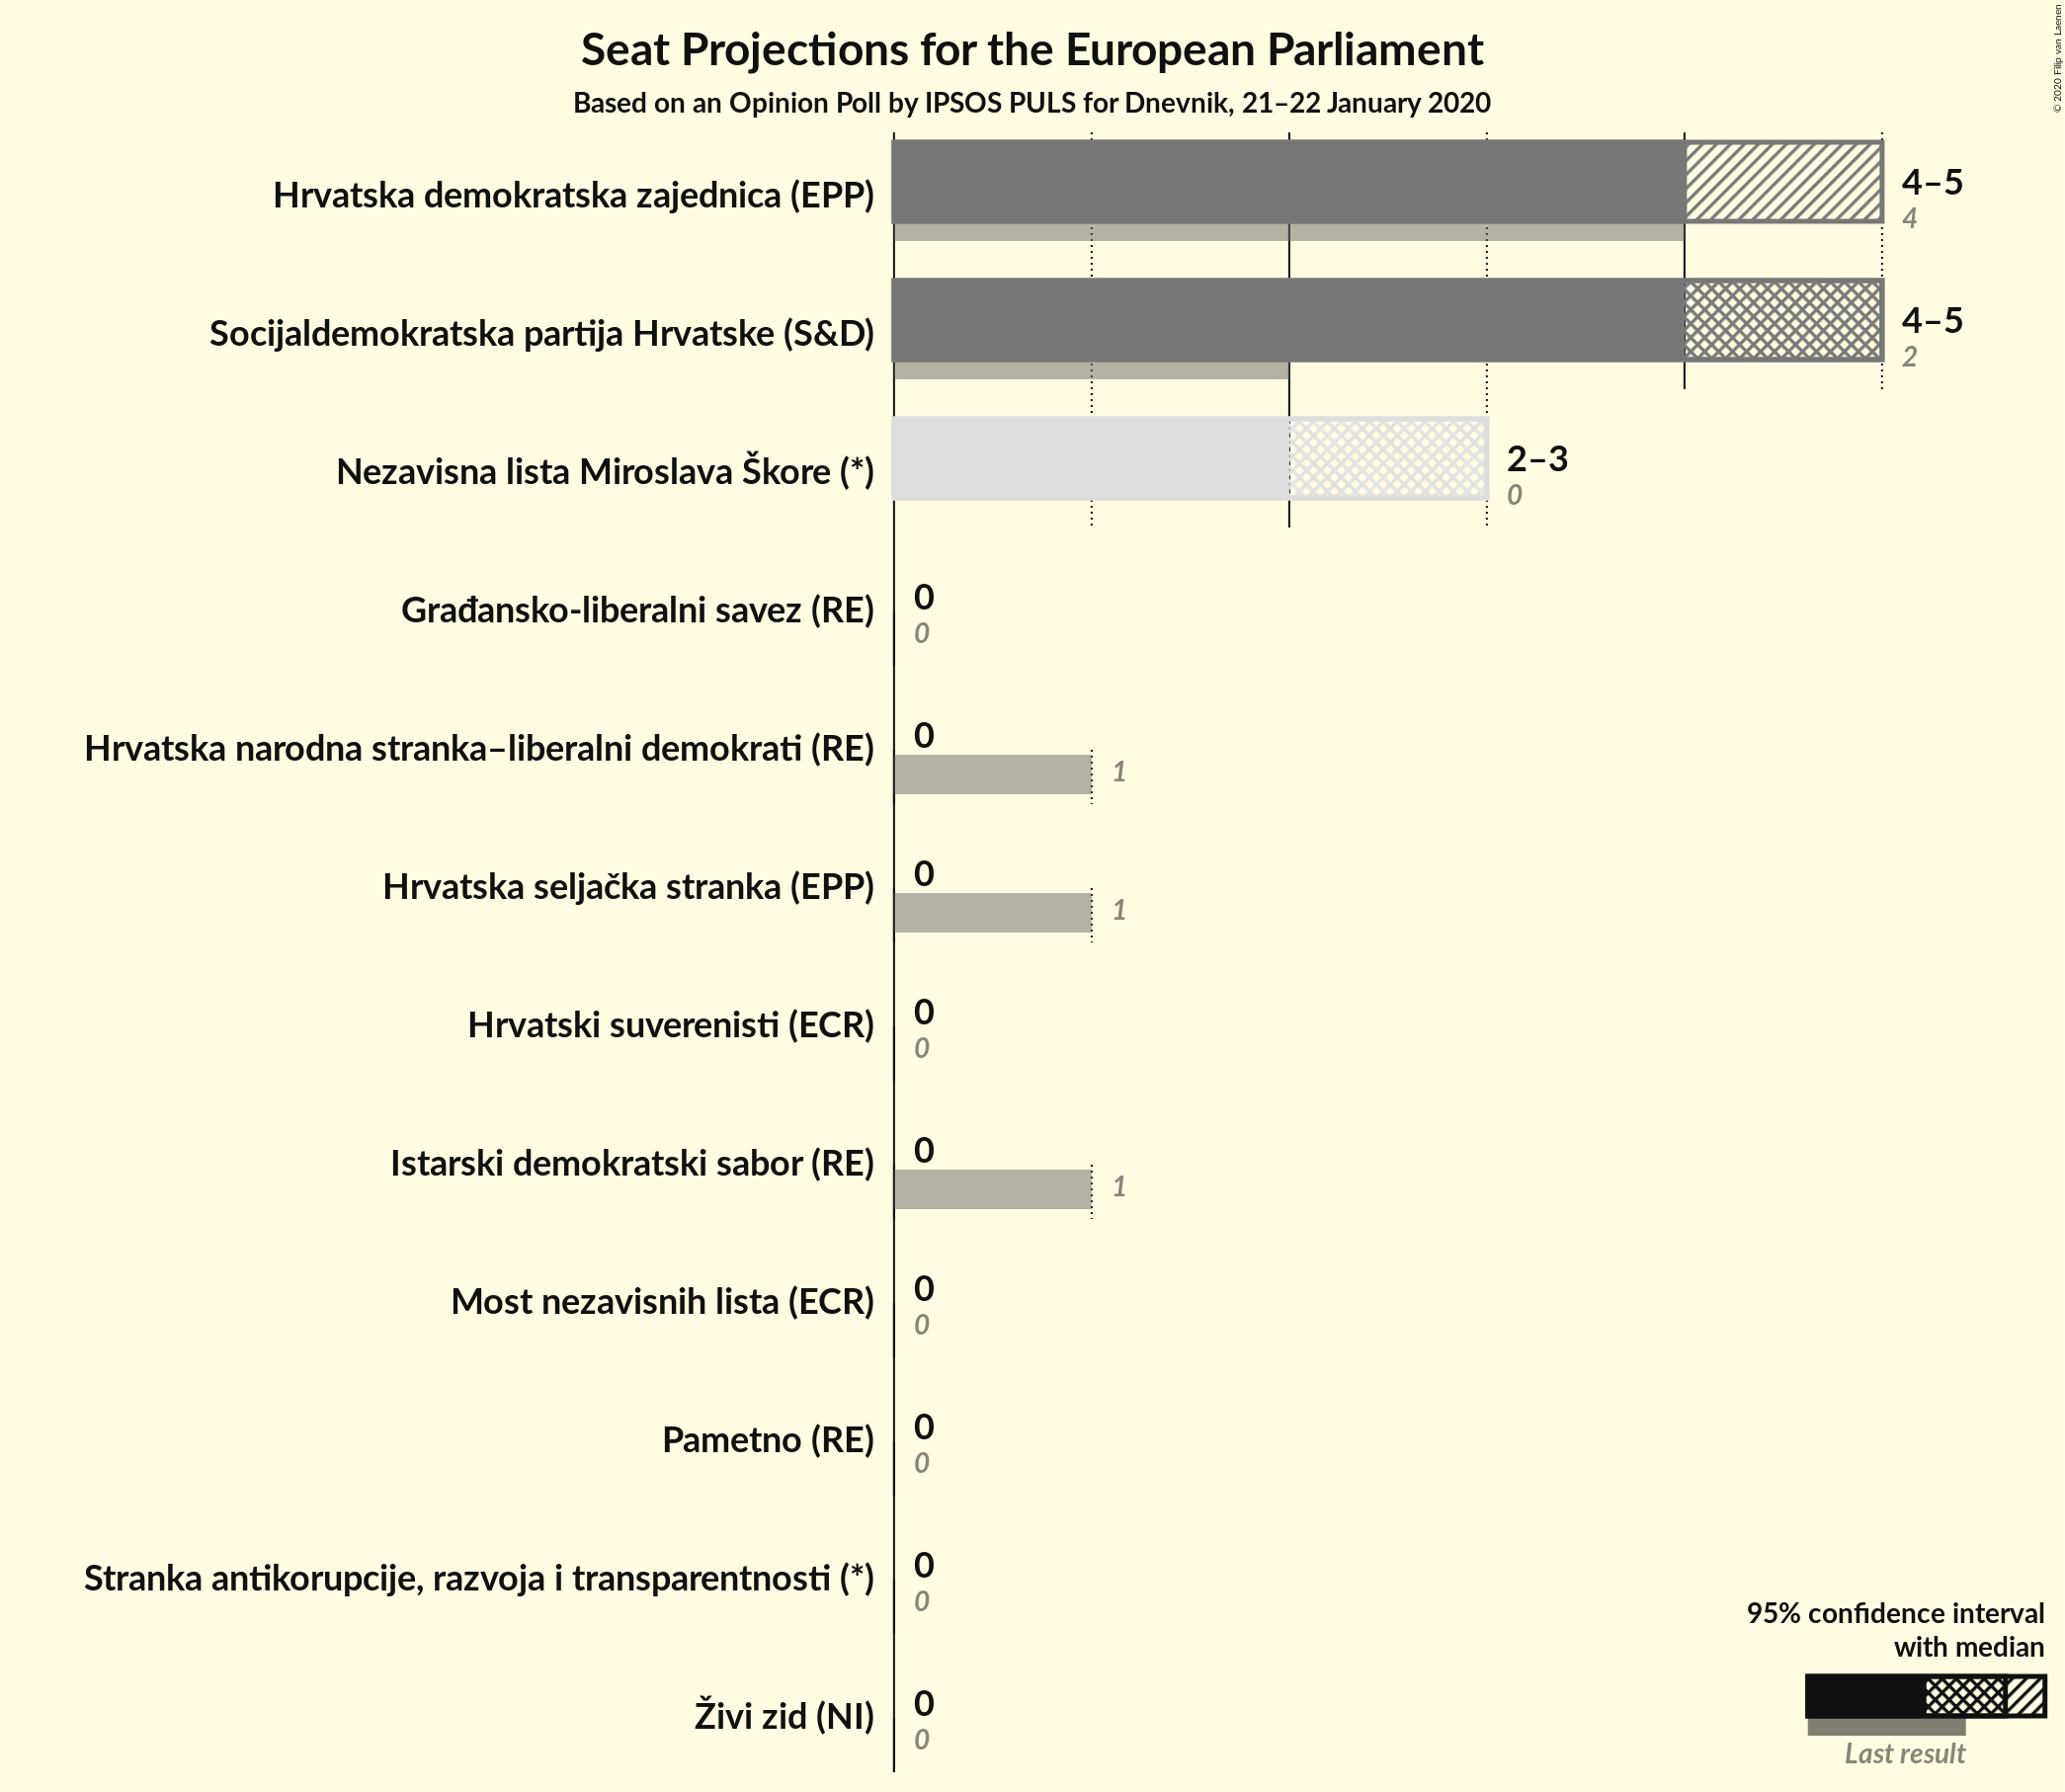 Seat Projections for the European Parliament
Based on an Opinion Poll by IPSOS PULS for Dnevnik, 21–22 January 2020
© 2020 Filip van Laenen
Hrvatska demokratska zajednica (EPP)
4–5
4
Socijaldemokratska partija Hrvatske (S&D)
4–5
2
Nezavisna lista Miroslava Škore (*)
2–3
0
Građansko-liberalni savez (RE)
0
0
Hrvatska narodna stranka–liberalni demokrati (RE)
0
1
Hrvatska seljačka stranka (EPP)
0
1
Hrvatski suverenisti (ECR)
0
0
Istarski demokratski sabor (RE)
0
1
Most nezavisnih lista (ECR)
0
0
Pametno (RE)
0
0
Stranka antikorupcije, razvoja i transparentnosti (*)
0
0
Živi zid (NI)
0
0
95% confidence interval
with median
Last result